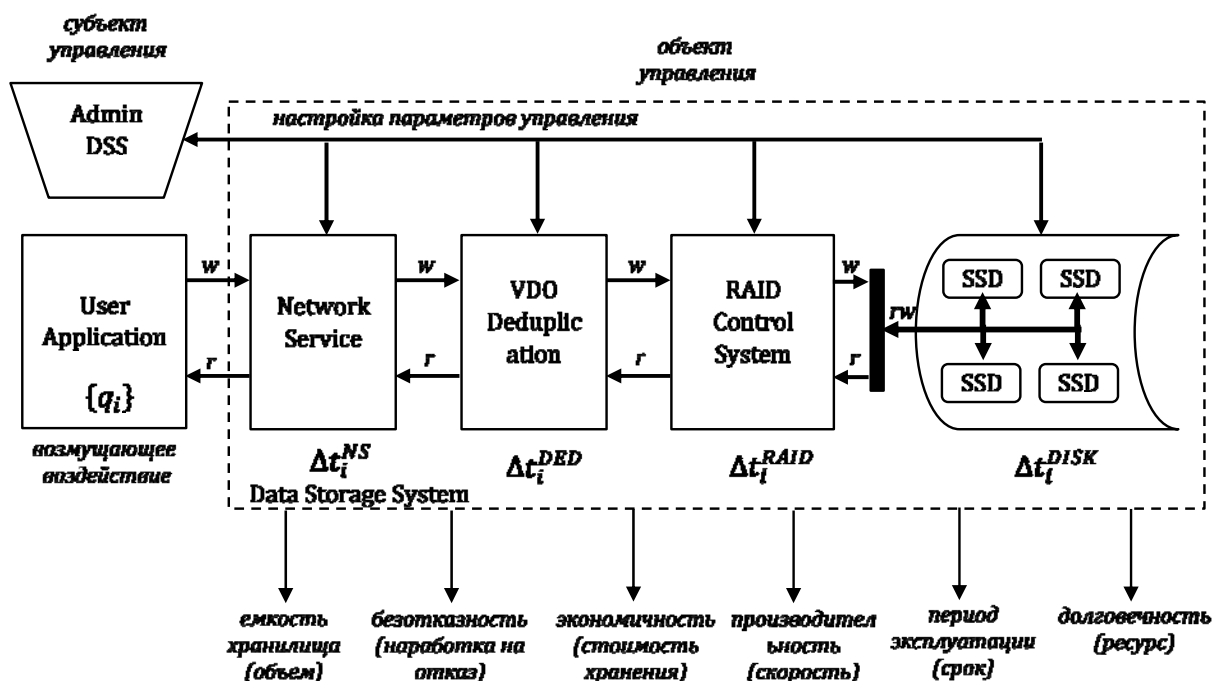 субъект
управления
объект
управления
Admin
DSS
настройка параметров управления
User
Application
{q_i}
w
r
Network
Service
w
r
VDO
Deduplic
ation
w
r
RAID
Control
System
w
r
rw
SSD
SSD
SSD
SSD
возмущающее
воздействие
Δt_i^NS
Δt_i^DED
Δt_i^RAID
Δt_i^DISK
Data Storage System
емкость
хранилища
(объем)
безотказность
(наработка на
отказ)
экономичность
(стоимость
хранения)
производител
ьность
(скорость)
период
эксплуатации
(срок)
долговечность
(ресурс)